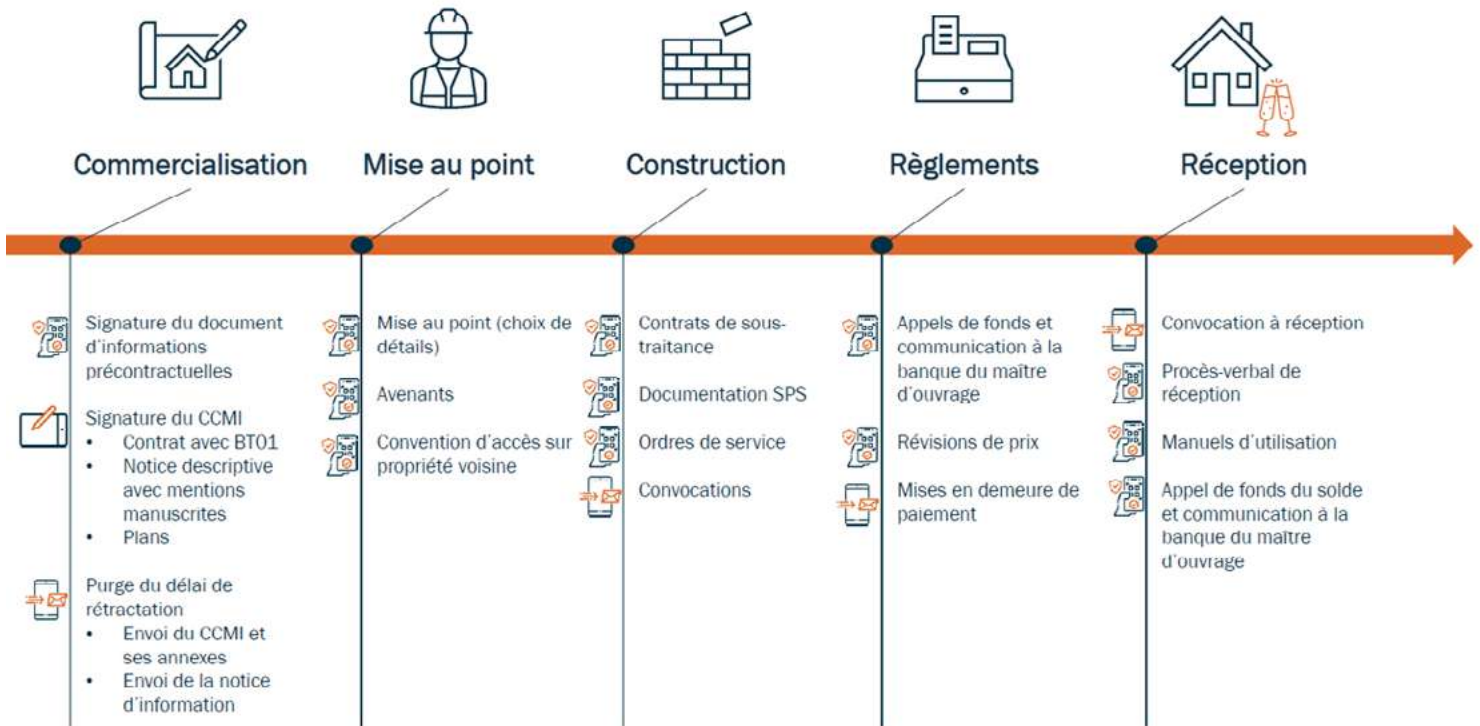 Commercialisation
Mise au point
Construction
Règlements
Réception
Signature du document
d'informations
précontractuelles
Signature du CCMI
• Contrat avec BT01
• Notice descriptive
avec mentions
manuscrites
• Plans
Purge du délai de
rétractation
• Envoi du CCMI et
ses annexes
• Envoi de la notice
d'information
Mise au point (choix de
détails)
Avenants
Convention d'accès sur
propriété voisine
Contrats de sous-
traitance
Documentation SPS
Ordres de service
Convocations
Appels de fonds et
communication à la
banque du maître
d'ouvrage
Révisions de prix
Mises en demeure de
paiement
Convocation à réception
Procès-verbal de
réception
Manuels d'utilisation
Appel de fonds du solde
et communication à la
banque du maître
d'ouvrage